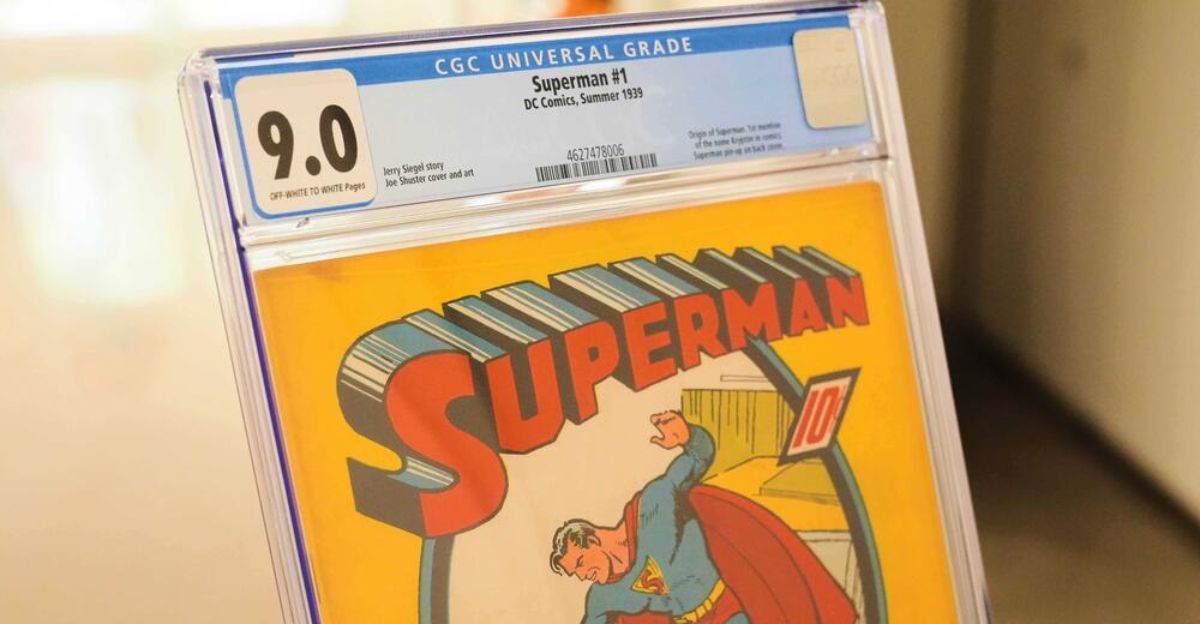 CGC UNIVERSAL GRADE
9.0
OFF-WHITE TO WHITE Pages
Superman #1
DC Comics, Summer 1939
Jerry Siegel story
Joe Shuster cover and art
4627478006
Origin of Superman. 1st mention
of the name Krypton in comics.
Superman pin-up on back cover.
SUPERMAN
10¢
S